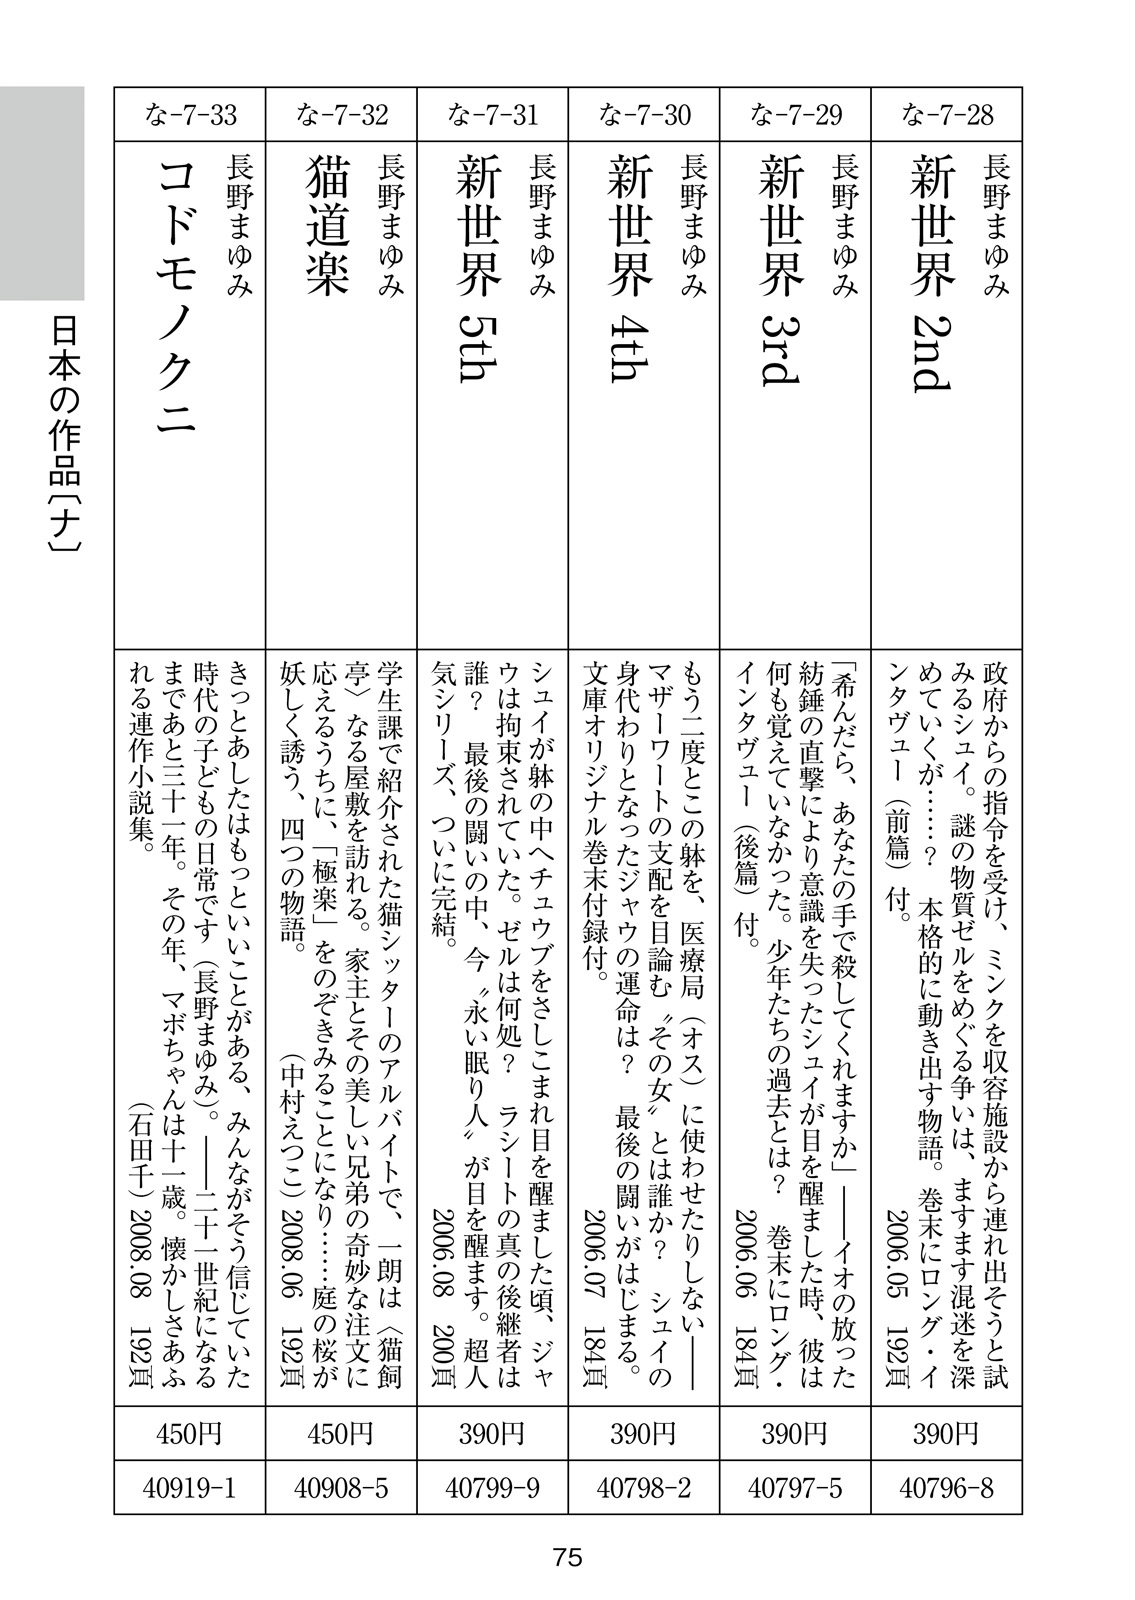 な-7-28
長野まゆみ
新世界 2nd
政府からの指令を受け、ミンクを収容施設から連れ出そうと試
みるシュイ。謎の物質ゼルをめぐる争いは、ますます混迷を深
めていくが……？　本格的に動き出す物語。巻末にロング・イ
ンタヴュー（前篇）付。　2006.05　192頁
390円
40796-8
な-7-29
長野まゆみ
新世界 3rd
「希んだら、あなたの手で殺してくれますか」――イオの放った
紡錘の直撃により意識を失ったシュイが目を醒ました時、彼は
何も覚えていなかった。少年たちの過去とは？　巻末にロング・
インタヴュー（後篇）付。　2006.06　184頁
390円
40797-5
な-7-30
長野まゆみ
新世界 4th
もう二度とこの躰を、医療局（オス）に使わせたりしない――
マザーワートの支配を目論む〝その女〟とは誰か？　シュイの
身代わりとなったジャウの運命は？　最後の闘いがはじまる。
文庫オリジナル巻末付録付。　2006.07　184頁
390円
40798-2
な-7-31
長野まゆみ
新世界 5th
シュイが躰の中へチュウブをさしこまれ目を醒ました頃、ジャ
ウは拘束されていた。ゼルは何処？　ラシートの真の後継者は
誰？　最後の闘いの中、今〝永い眠り人〟が目を醒ます。超人
気シリーズ、ついに完結。　2006.08　200頁
390円
40799-9
な-7-32
長野まゆみ
猫道楽
学生課で紹介された猫シッターのアルバイトで、一朗は〈猫飼
亭〉なる屋敷を訪れる。家主とその美しい兄弟の奇妙な注文に
応えるうちに、「極楽」をのぞきみることになり……庭の桜が
妖しく誘う、四つの物語。　（中村えつこ）2008.06　192頁
450円
40908-5
な-7-33
長野まゆみ
コドモノクニ
きっとあしたはもっといいことがある、みんながそう信じていた
時代の子どもの日常です（長野まゆみ）。――二十一世紀になる
まであと三十一年。その年、マボちゃんは十一歳。懐かしさあふ
れる連作小説集。　（石田千）2008.08　192頁
450円
40919-1
日本の作品〔ナ〕
75